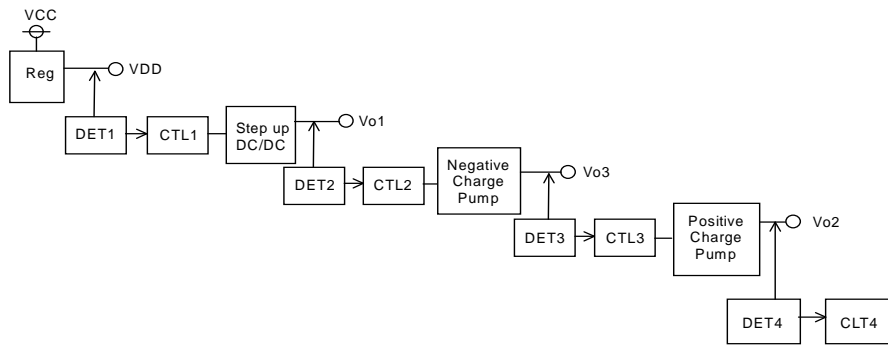 VCC
Reg
VDD
DET1
CTL1
Step up
DC/DC
Vo1
DET2
CTL2
Negative
Charge
Pump
Vo3
DET3
CTL3
Positive
Charge
Pump
Vo2
DET4
CLT4